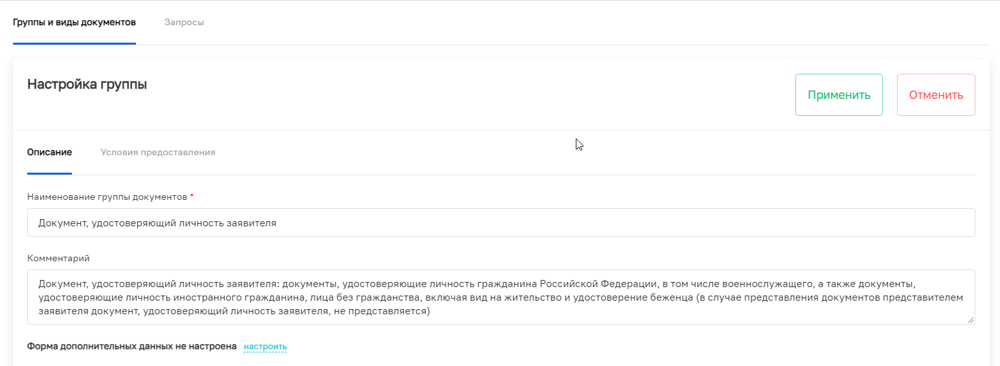 Группы и виды документов Запросы
Настройка группы
Применить Отменить
Описание Условия предоставления
Наименование группы документов *
Документ, удостоверяющий личность заявителя
Комментарий
Документ, удостоверяющий личность заявителя: документы, удостоверяющие личность гражданина Российской Федерации, в том числе военнослужащего, а также документы,
удостоверяющие личность иностранного гражданина, лица без гражданства, включая вид на жительство и удостоверение беженца (в случае представления документов представителем
заявителя документ, удостоверяющий личность заявителя, не представляется)
Форма дополнительных данных не настроена настроить